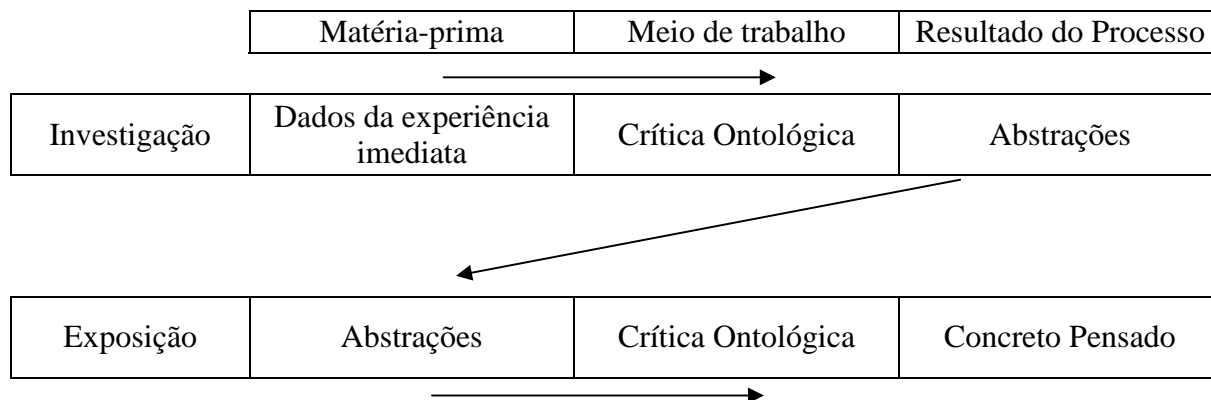 Matéria-prima Meio de trabalho Resultado do Processo
Investigação Dados da experiência imediata Crítica Ontológica Abstrações
Exposição Abstrações Crítica Ontológica Concreto Pensado